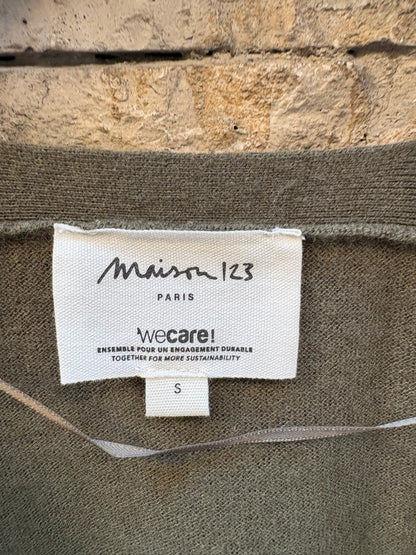 Maison 123
PARIS
wecare!
ENSEMBLE POUR UN ENGAGEMENT DURABLE
TOGETHER FOR MORE SUSTAINABILITY
S